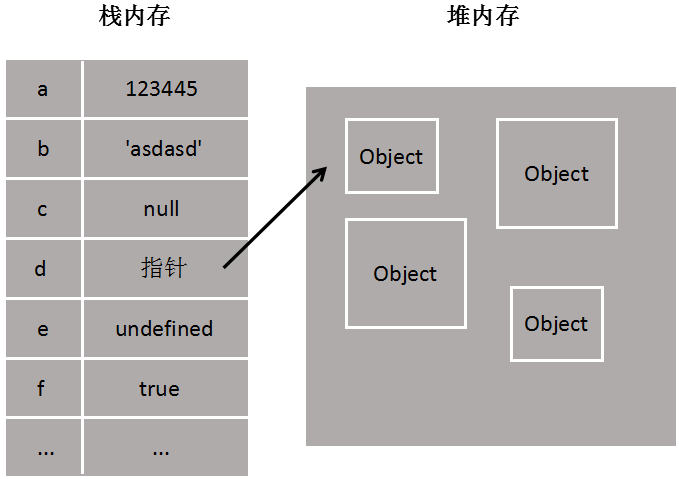 栈内存
堆内存
a 123445
b 'asdasd'
c null
d 指针
e undefined
f true
... ...
Object
Object
Object
Object